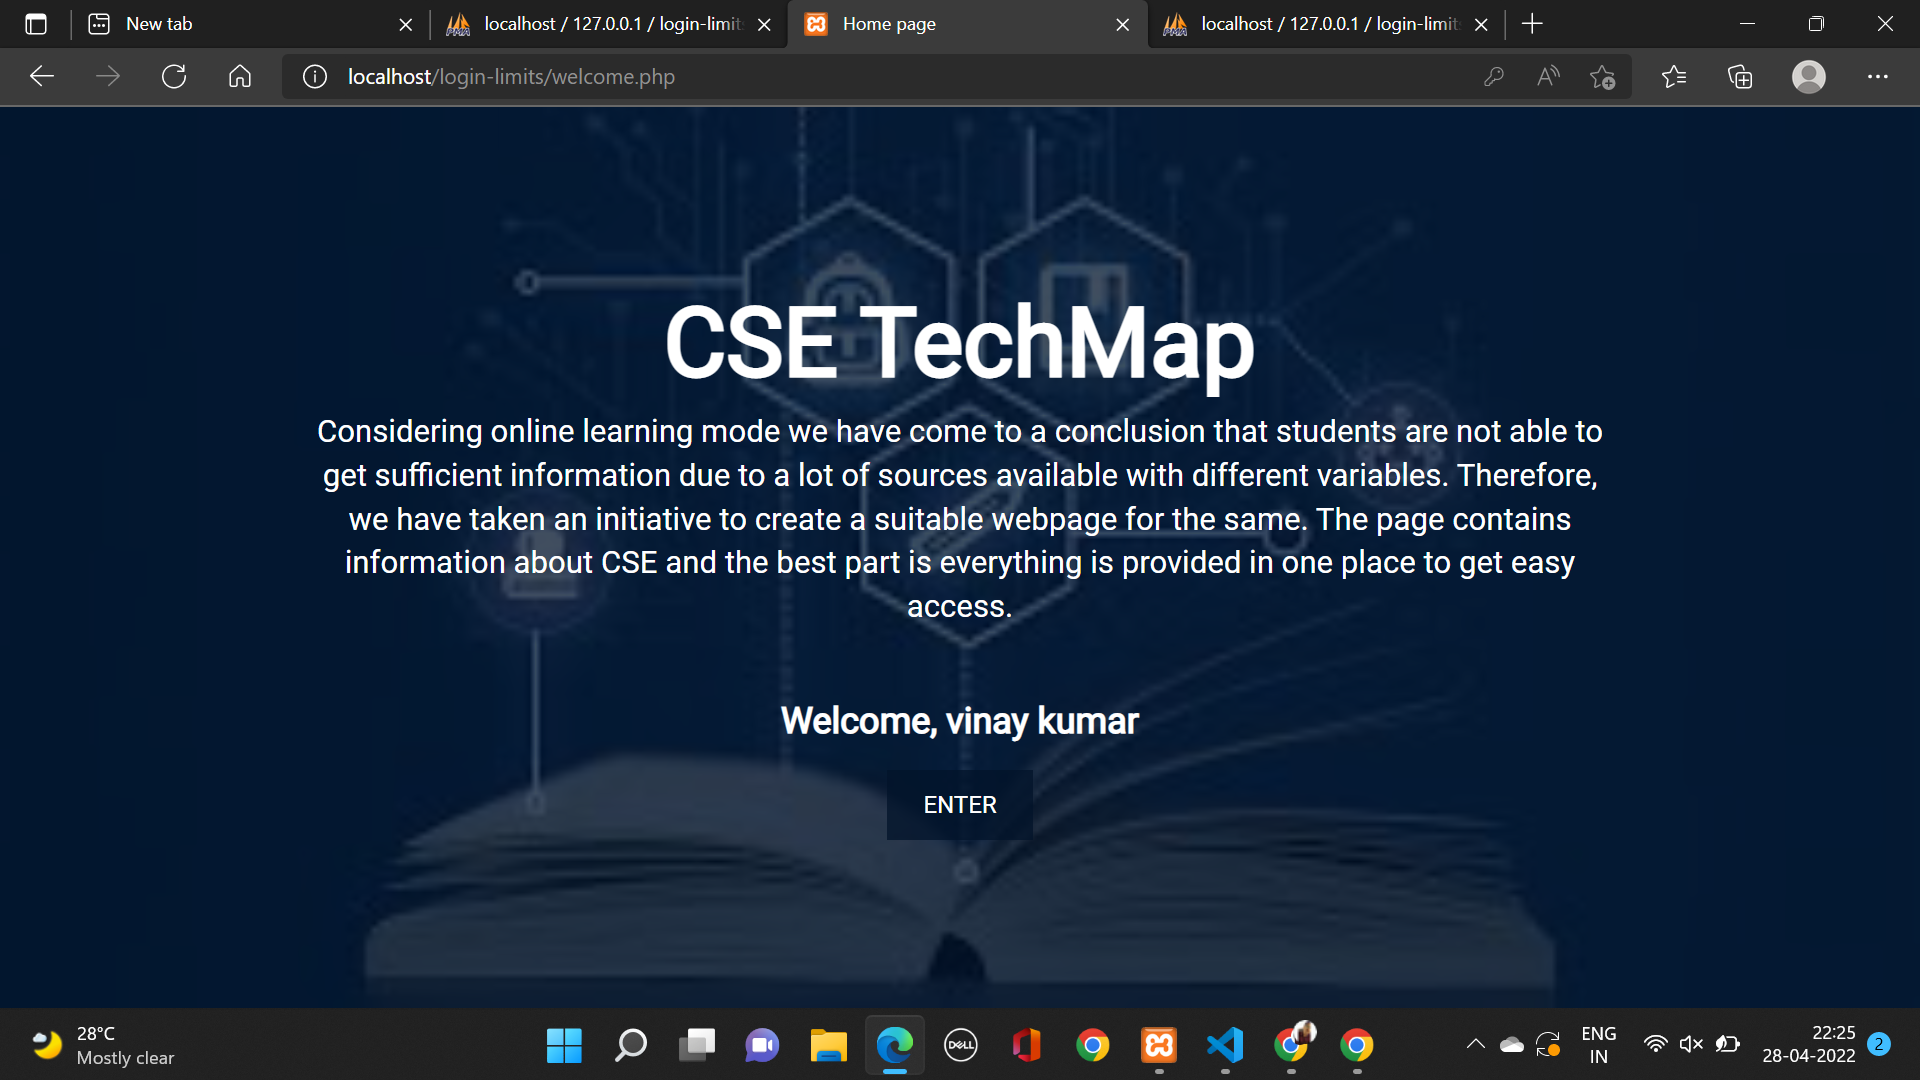 New tab
localhost / 127.0.0.1 / login-limit
Home page
localhost / 127.0.0.1 / login-limit
localhost/login-limits/welcome.php
CSE TechMap
Considering online learning mode we have come to a conclusion that students are not able to
get sufficient information due to a lot of sources available with different variables. Therefore,
we have taken an initiative to create a suitable webpage for the same. The page contains
information about CSE and the best part is everything is provided in one place to get easy
access.
Welcome, vinay kumar
ENTER
28°C
Mostly clear
DELL
ENG
IN
22:25
28-04-2022
2